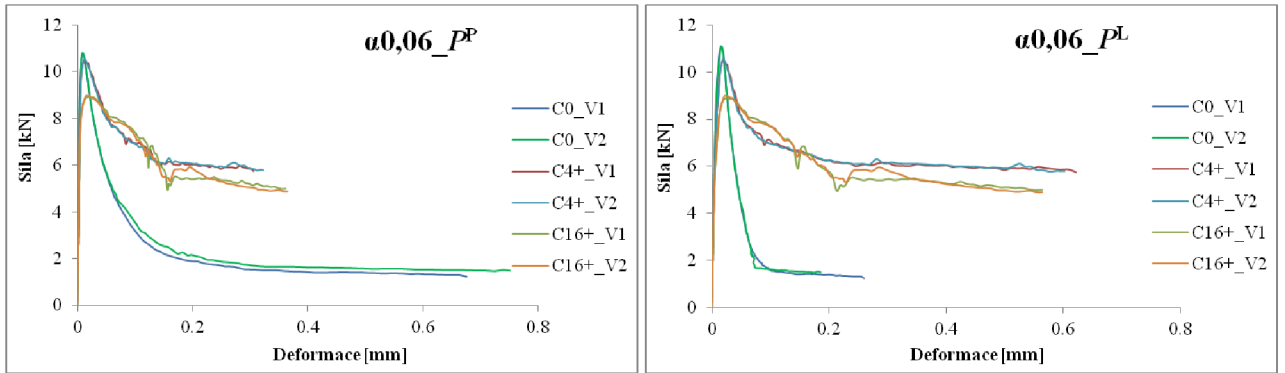 α0,06_Pᴾ
Síla [kN]
12
10
8
6
4
2
0
0
0.2
0.4
0.6
0.8
Deformace [mm]
C0_V1
C0_V2
C4+_V1
C4+_V2
C16+_V1
C16+_V2
α0,06_Pᴸ
Síla [kN]
12
10
8
6
4
2
0
0
0.2
0.4
0.6
0.8
Deformace [mm]
C0_V1
C0_V2
C4+_V1
C4+_V2
C16+_V1
C16+_V2